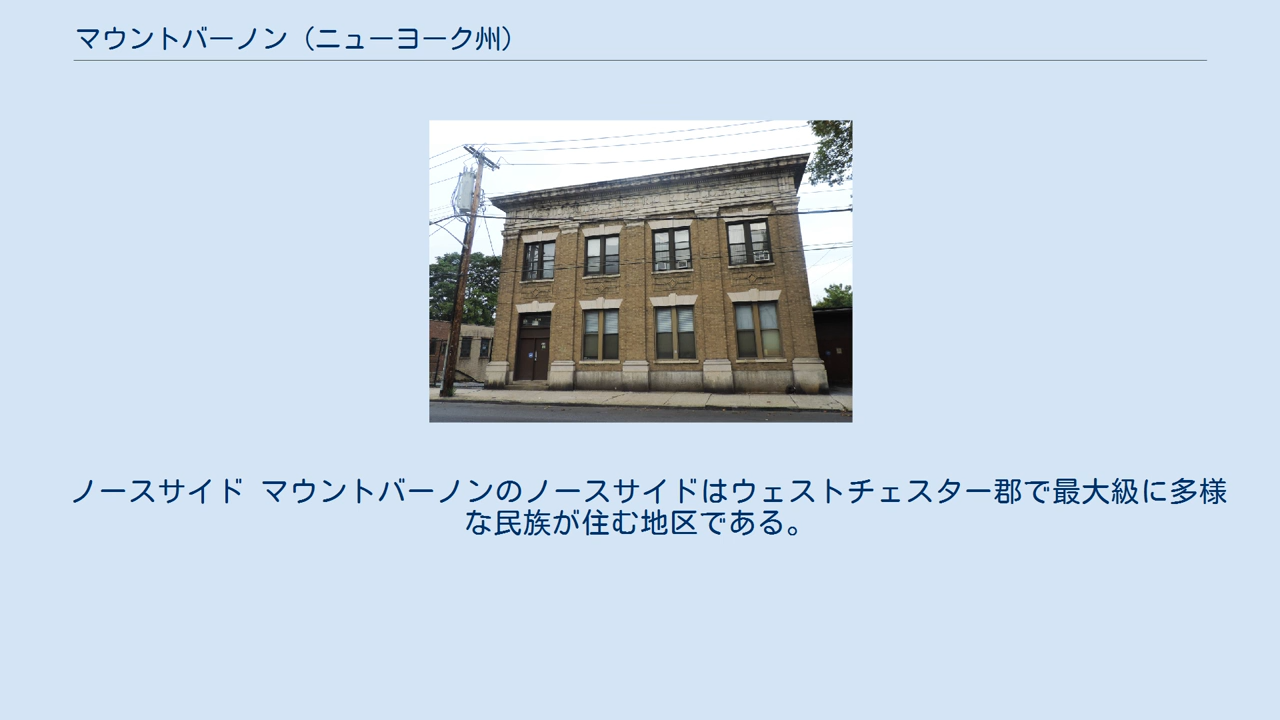 マウントバーノン（ニューヨーク州）
ノースサイド マウントバーノンのノースサイドはウェストチェスター郡で最大級に多様
な民族が住む地区である。